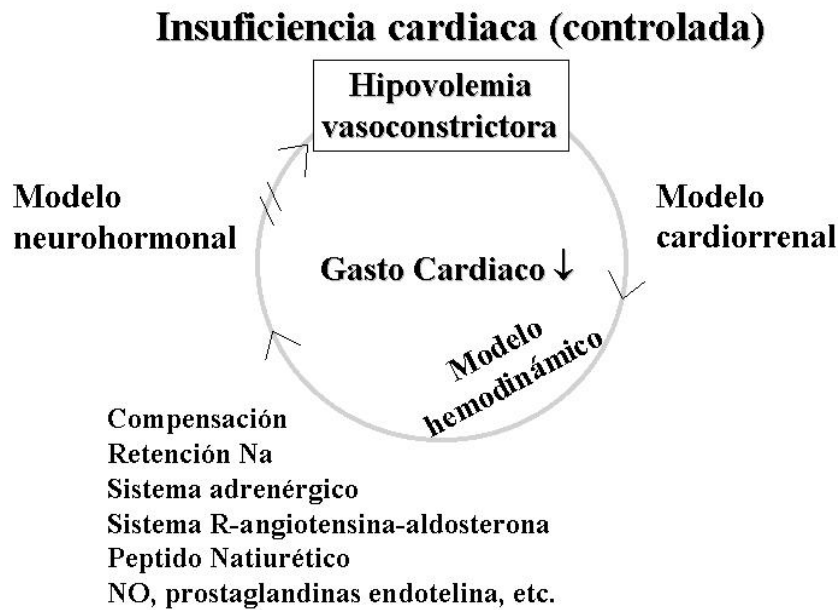 Insuficiencia cardiaca (controlada)
Hipovolemia
vasoconstrictora
Modelo
neurohormonal
Modelo
cardiorrenal
Gasto Cardiaco ↓
Modelo
hemodinámico
Compensación
Retención Na
Sistema adrenérgico
Sistema R-angiotensina-aldosterona
Peptido Natiurético
NO, prostaglandinas endotelina, etc.